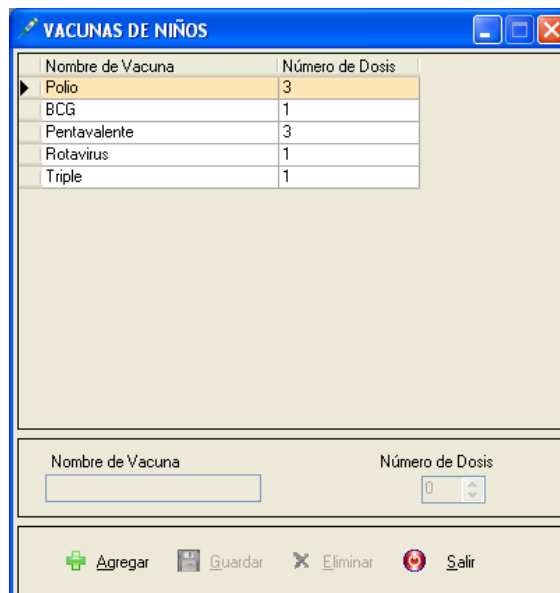 VACUNAS DE NIÑOS
Nombre de Vacuna Número de Dosis
Polio 3
BCG 1
Pentavalente 3
Rotavirus 1
Triple 1
Nombre de Vacuna Número de Dosis
0
Agregar Guardar Eliminar Salir